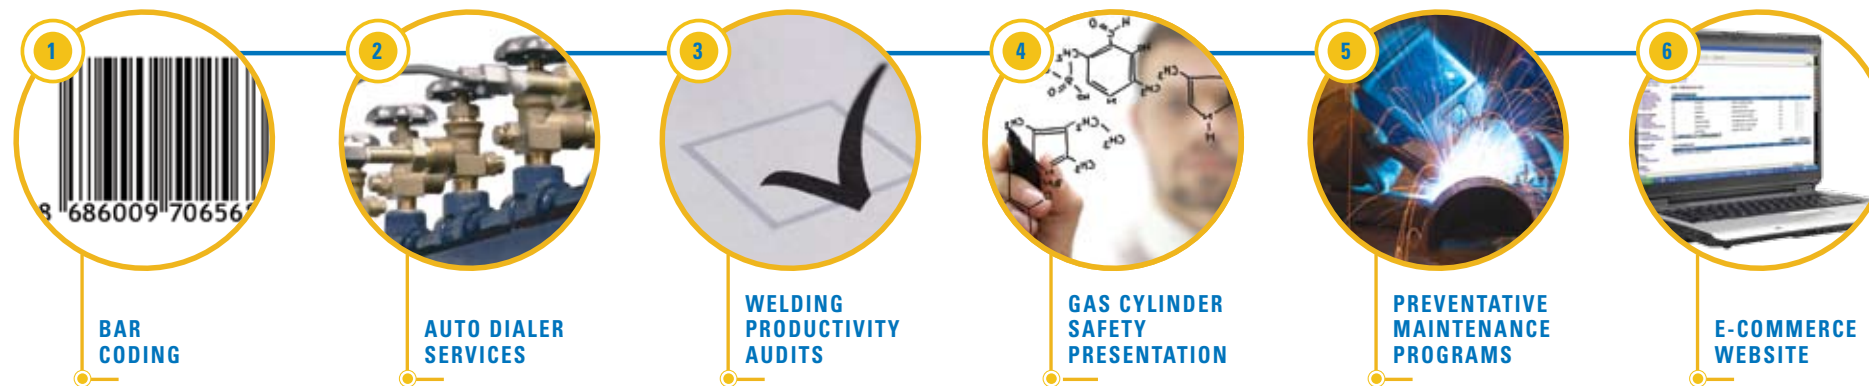 1
2
3
4
5
6
686009
70656
BAR
CODING
AUTO DIALER
SERVICES
WELDING
PRODUCTIVITY
AUDITS
GAS CYLINDER
SAFETY
PRESENTATION
PREVENTATIVE
MAINTENANCE
PROGRAMS
E-COMMERCE
WEBSITE